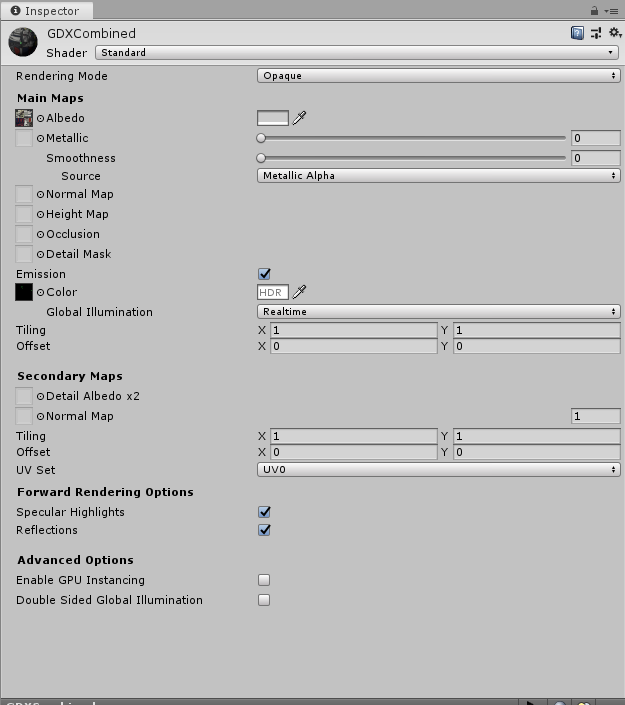 Inspector
GDXCombined
Shader Standard
Rendering Mode Opaque
Main Maps
Albedo
Metallic 0
Smoothness 0
Source Metallic Alpha
Normal Map
Height Map
Occlusion
Detail Mask
Emission
Color HDR
Global Illumination Realtime
Tiling X 1 Y 1
Offset X 0 Y 0
Secondary Maps
Detail Albedo x2
Normal Map 1
Tiling X 1 Y 1
Offset X 0 Y 0
UV Set UV0
Forward Rendering Options
Specular Highlights
Reflections
Advanced Options
Enable GPU Instancing
Double Sided Global Illumination